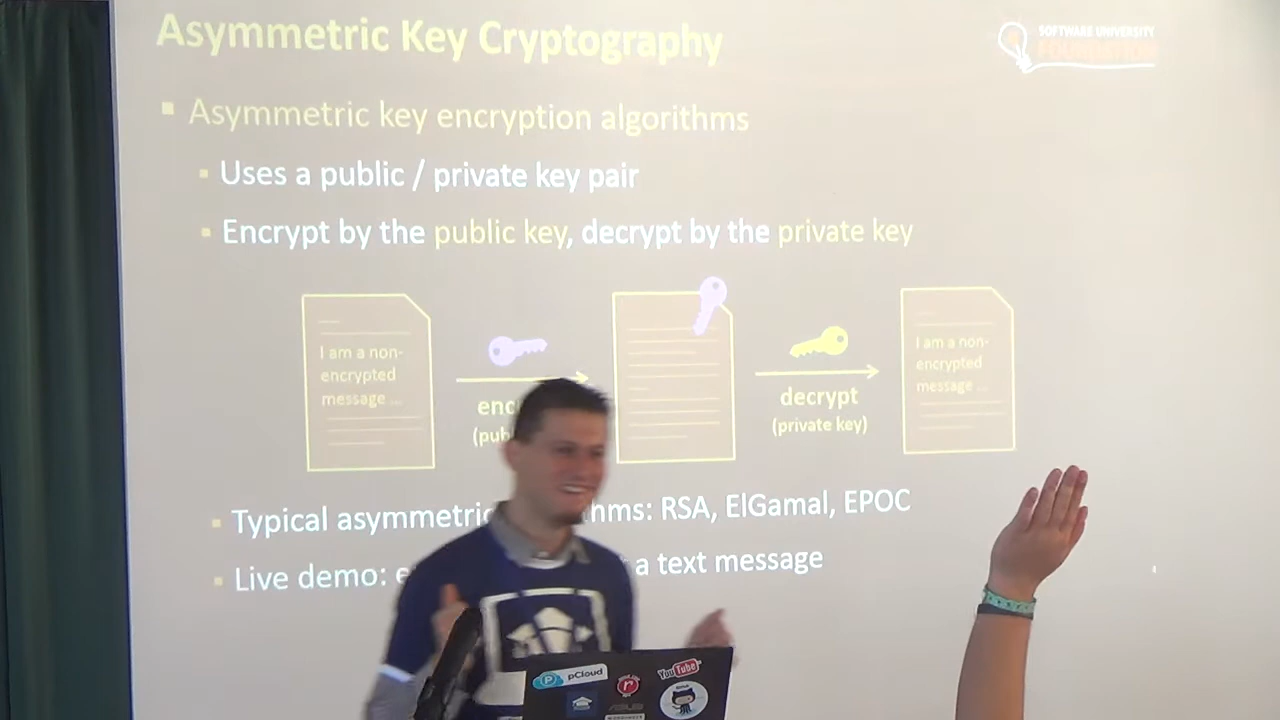 Asymmetric Key Cryptography
SOFTWARE UNIVERSITY
FOUNDATION
Asymmetric key encryption algorithms
Uses a public / private key pair
Encrypt by the public key, decrypt by the private key
I am a non-
encrypted
message ...
enc
(pub
decrypt
(private key)
I am a non-
encrypted
message ...
Typical asymmetric hms: RSA, ElGamal, EPOC
Live demo: e a text message
pCloud
YouTube
ASUS